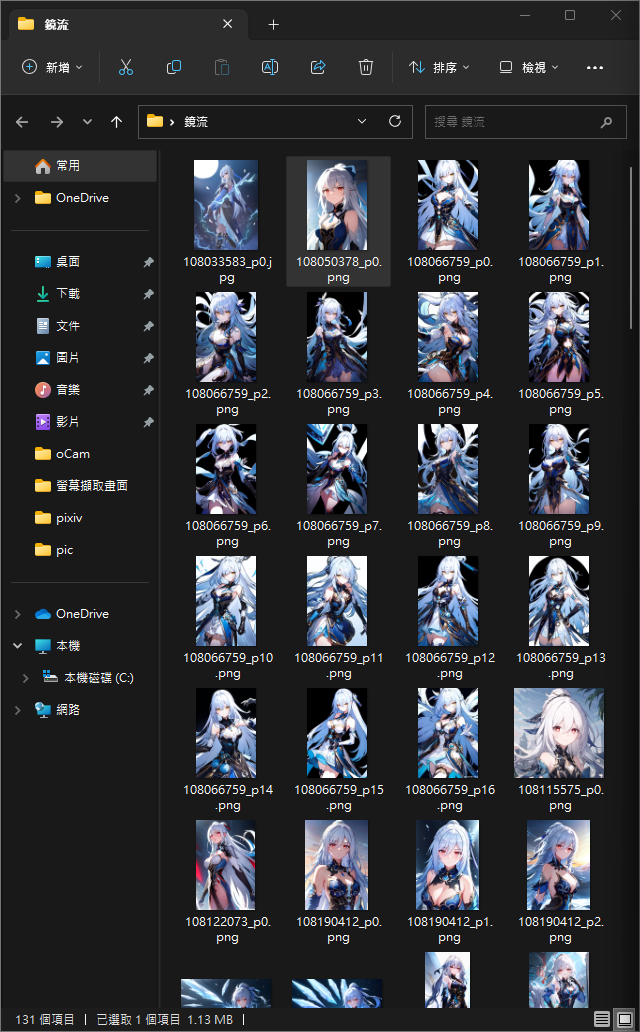 鏡流
新增
排序
檢視
鏡流
搜尋 鏡流
常用
OneDrive
桌面
下載
文件
圖片
音樂
影片
oCam
螢幕擷取畫面
pixiv
pic
OneDrive
本機
本機磁碟 (C:)
網路
108033583_p0.j
pg
108050378_p0.
png
108066759_p0.
png
108066759_p1.
png
108066759_p2.
png
108066759_p3.
png
108066759_p4.
png
108066759_p5.
png
108066759_p6.
png
108066759_p7.
png
108066759_p8.
png
108066759_p9.
png
108066759_p10
.png
108066759_p11
.png
108066759_p12
.png
108066759_p13
.png
108066759_p14
.png
108066759_p15
.png
108066759_p16
.png
108115575_p0.
png
108122073_p0.
png
108190412_p0.
png
108190412_p1.
png
108190412_p2.
png
131 個項目 | 已選取 1 個項目 1.13 MB |